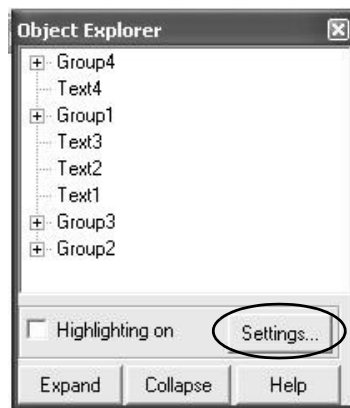 Object Explorer
Group4
Text4
Group1
Text3
Text2
Text1
Group3
Group2
Highlighting on Settings...
Expand Collapse Help